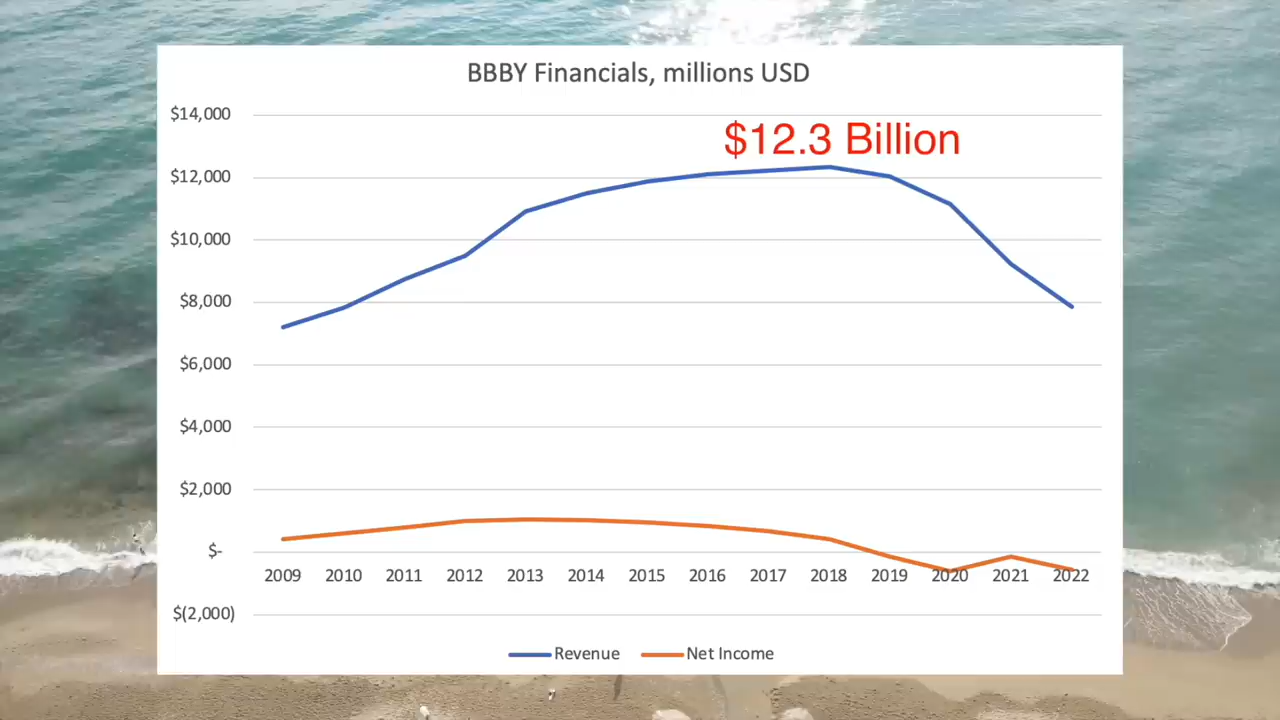 BBBY Financials, millions USD
$14,000
$12.3 Billion
$12,000
$10,000
$8,000
$6,000
$4,000
$2,000
$-
2009 2010 2011 2012 2013 2014 2015 2016 2017 2018 2019 2020 2021 2022
$(2,000)
Revenue Net Income